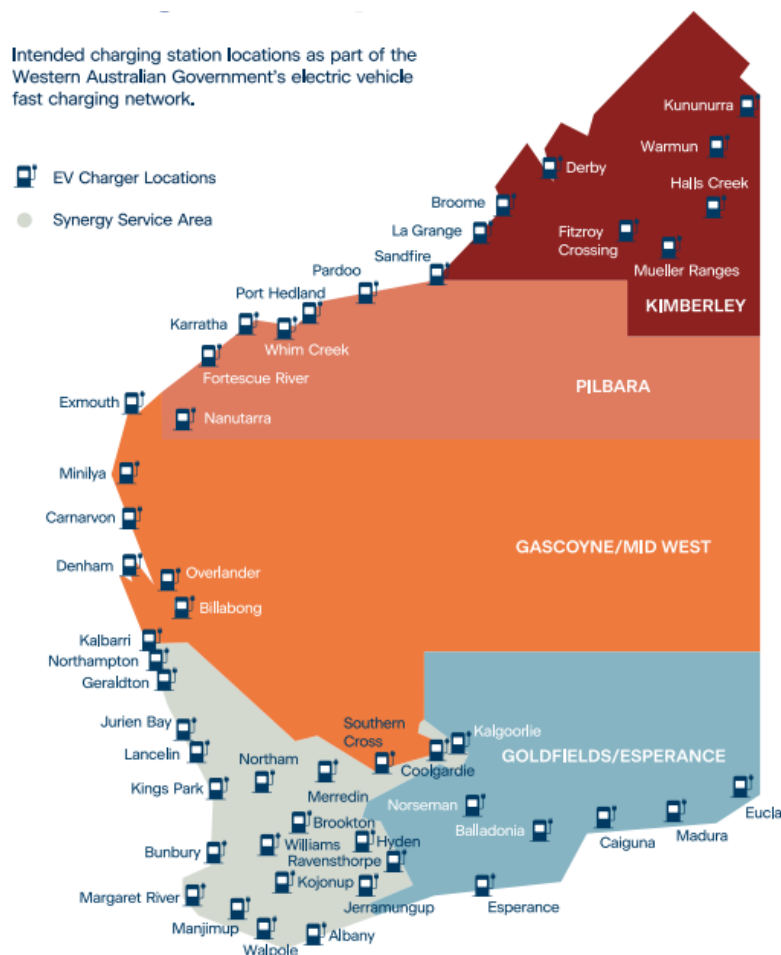 Intended charging station locations as part of the
Western Australian Government's electric vehicle
fast charging network.
EV Charger Locations
Synergy Service Area
Kununurra
Warmun
Derby
Halls Creek
Broome
La Grange
Fitzroy
Crossing
Sandfire
Mueller Ranges
Pardoo
Port Hedland
KIMBERLEY
Karratha
Whim Creek
Fortescue River
PILBARA
Exmouth
Nanutarra
Minilya
Carnarvon
GASCOYNE/MID WEST
Denham
Overlander
Billabong
Kalbarri
Northampton
Geraldton
Jurien Bay
Southern
Cross
Kalgoorlie
Lancelin
Northam
Coolgardie
GOLDFIELDS/ESPERANCE
Kings Park
Merredin
Norseman
Eucla
Brookton
Balladonia
Madura
Williams
Hyden
Caiguna
Bunbury
Ravensthorpe
Kojonup
Margaret River
Jerramungup
Esperance
Manjimup
Albany
Walpole